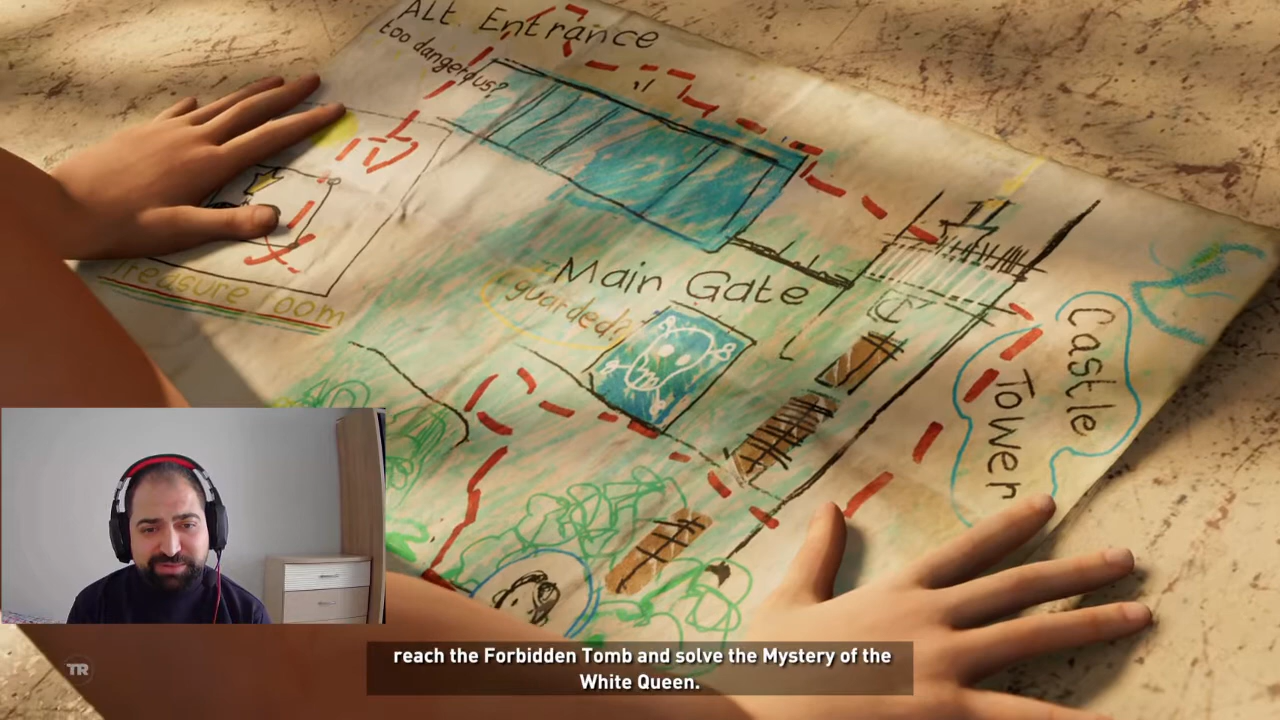 ALt. Entrance
too dangerous?
Main Gate
(guarded?)
Treasure room
Castle
Tower
TR
reach the Forbidden Tomb and solve the Mystery of the
White Queen.